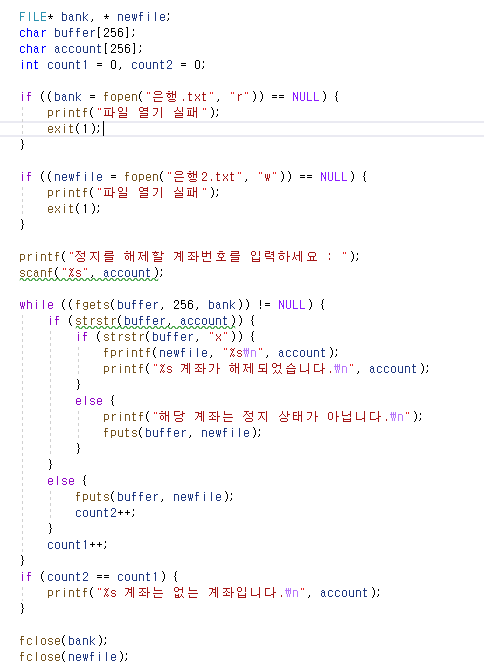 FILE* bank, * newfile;
char buffer[256];
char account[256];
int count1 = 0, count2 = 0;
if ((bank = fopen("은행.txt", "r")) == NULL) {
printf("파일 열기 실패");
exit(1);
}
if ((newfile = fopen("은행2.txt", "w")) == NULL) {
printf("파일 열기 실패");
exit(1);
}
printf("정지를 해제할 계좌번호를 입력하세요 : ");
scanf("%s", account);
while ((fgets(buffer, 256, bank)) != NULL) {
if (strstr(buffer, account)) {
if (strstr(buffer, "x")) {
fprintf(newfile, "%s₩n", account);
printf("%s 계좌가 해제되었습니다.₩n", account);
}
else {
printf("해당 계좌는 정지 상태가 아닙니다.₩n");
fputs(buffer, newfile);
}
}
else {
fputs(buffer, newfile);
count2++;
}
count1++;
}
if (count2 == count1) {
printf("%s 계좌는 없는 계좌입니다.₩n", account);
}
fclose(bank);
fclose(newfile);